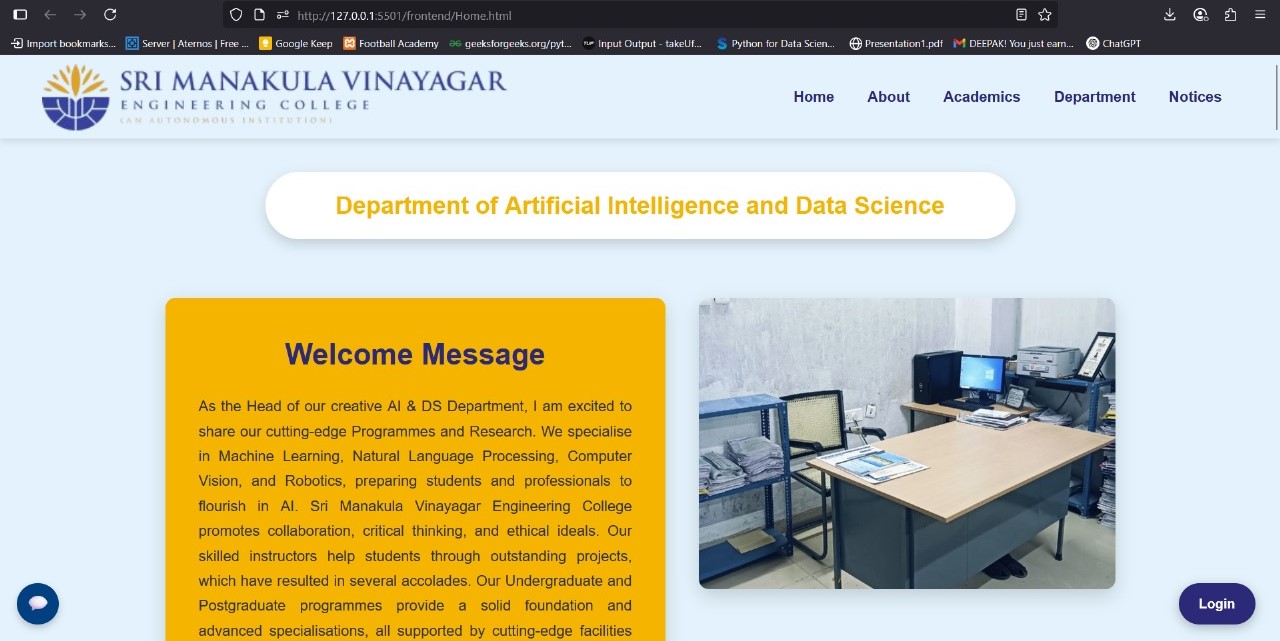 http://127.0.0.1:5501/frontend/Home.html
Import bookmarks...
Server | Aternos | Free ...
Google Keep
Football Academy
geeksforgeeks.org/pyt...
Input Output - takeUf...
Python for Data Scien...
Presentation1.pdf
DEEPAK! You just earn...
ChatGPT
SRI MANAKULA VINAYAGAR
ENGINEERING COLLEGE
(AN AUTONOMOUS INSTITUTION)
Home
About
Academics
Department
Notices
Department of Artificial Intelligence and Data Science
Welcome Message
As the Head of our creative AI & DS Department, I am excited to
share our cutting-edge Programmes and Research. We specialise
in Machine Learning, Natural Language Processing, Computer
Vision, and Robotics, preparing students and professionals to
flourish in AI. Sri Manakula Vinayagar Engineering College
promotes collaboration, critical thinking, and ethical ideals. Our
skilled instructors help students through outstanding projects,
which have resulted in several accolades. Our Undergraduate and
Postgraduate programmes provide a solid foundation and
advanced specialisations, all supported by cutting-edge facilities
Login